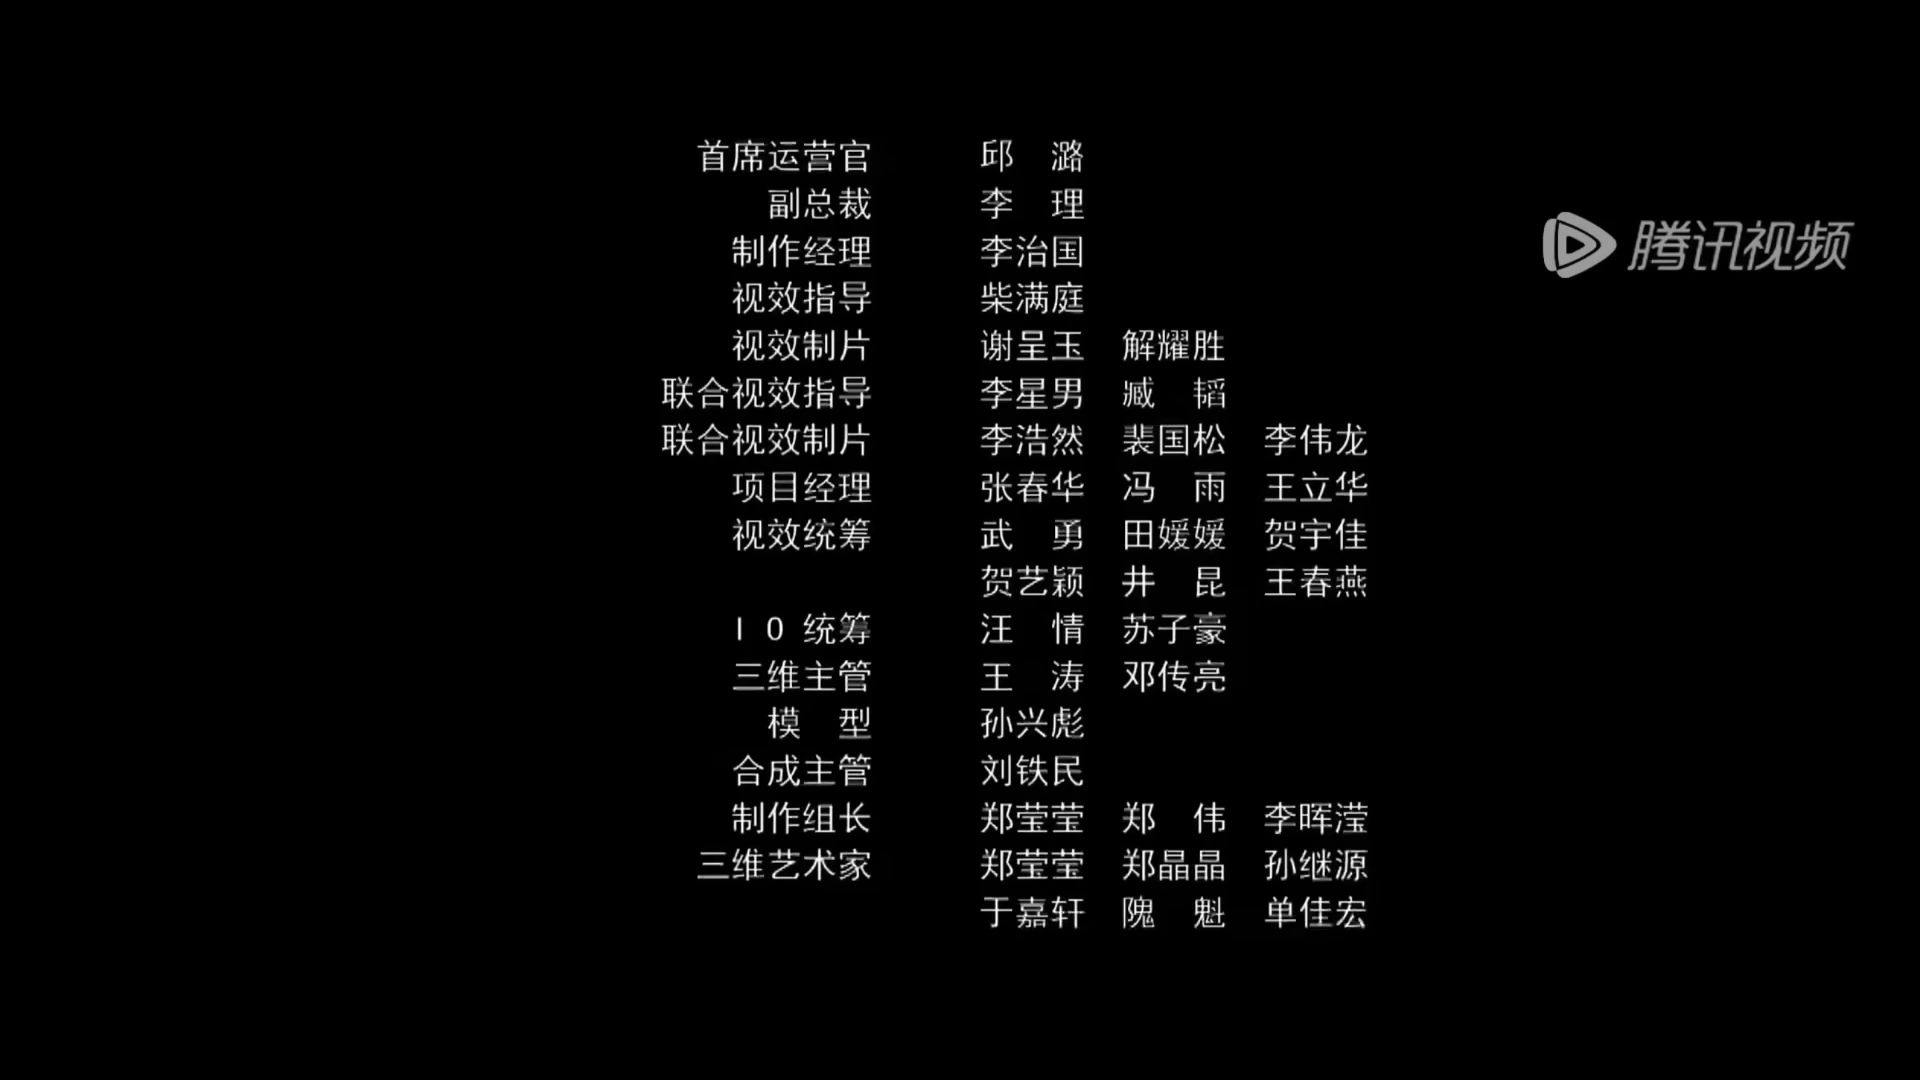 首席运营官 邱 潞
副总裁 李 理
腾讯视频
制作经理 李治国
视效指导 柴满庭
视效制片 谢呈玉 解耀胜
联合视效指导 李星男 臧 韬
联合视效制片 李浩然 裴国松 李伟龙
项目经理 张春华 冯 雨 王立华
视效统筹 武 勇 田媛媛 贺宇佳
贺艺颖 井 昆 王春燕
IO统筹 汪 情 苏子豪
三维主管 王 涛 邓传亮
模 型 孙兴彪
合成主管 刘铁民
制作组长 郑莹莹 郑 伟 李晖滢
三维艺术家 郑莹莹 郑晶晶 孙继源
于嘉轩 隗 魁 单佳宏